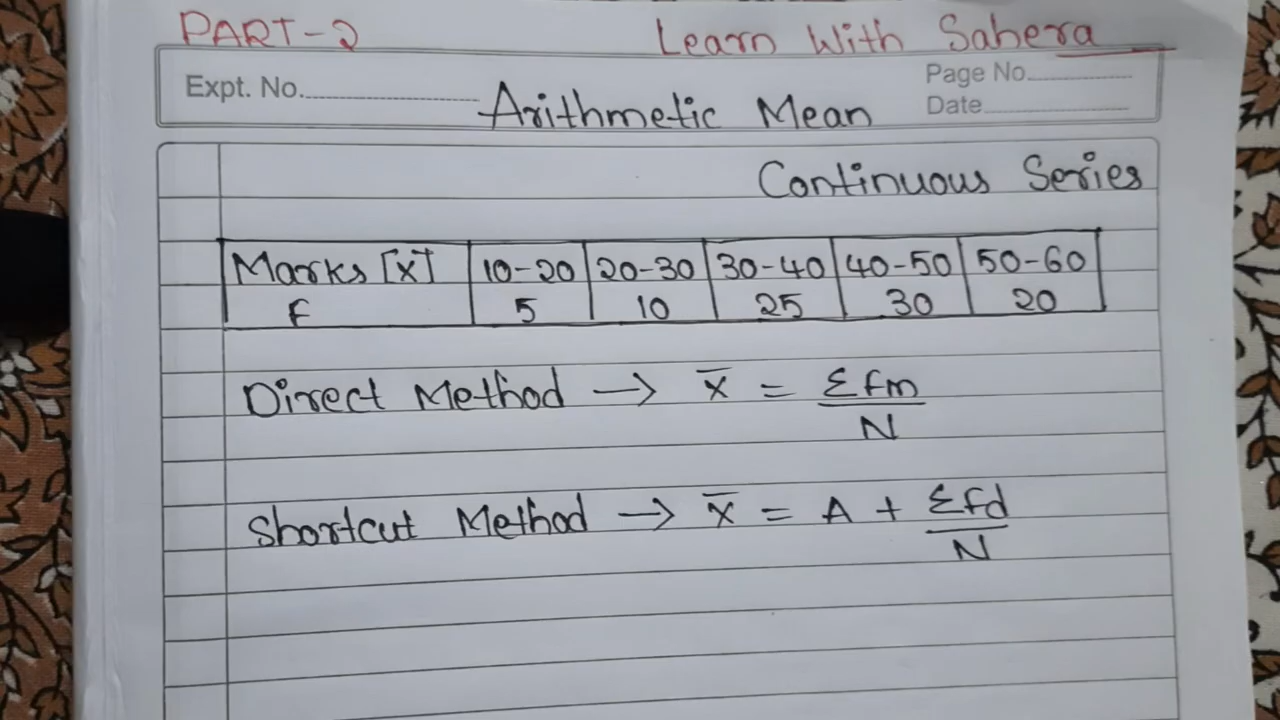 PART-2 Learn With Sahera
Expt. No. Arithmetic Mean Page No.
Date
Continuous Series
Marks [x] 10-20 20-30 30-40 40-50 50-60
F 5 10 25 30 20
Direct Method → x̄ = Σfm / N
Shortcut Method → x̄ = A + Σfd / N